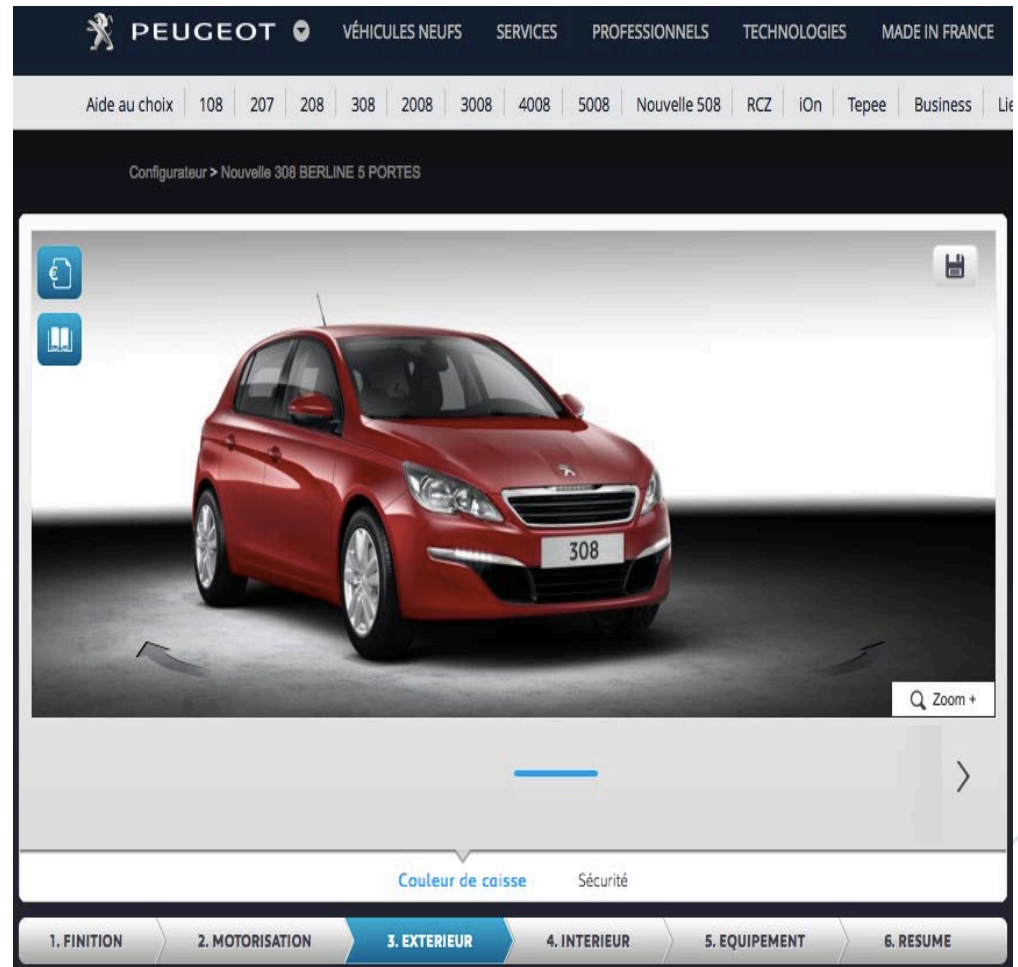 PEUGEOT VÉHICULES NEUFS SERVICES PROFESSIONNELS TECHNOLOGIES MADE IN FRANCE
Aide au choix 108 207 208 308 2008 3008 4008 5008 Nouvelle 508 RCZ iOn Tepee Business
Configurateur > Nouvelle 308 BERLINE 5 PORTES
€
308
Zoom +
Couleur de caisse Sécurité
1. FINITION 2. MOTORISATION 3. EXTERIEUR 4. INTERIEUR 5. EQUIPEMENT 6. RESUME